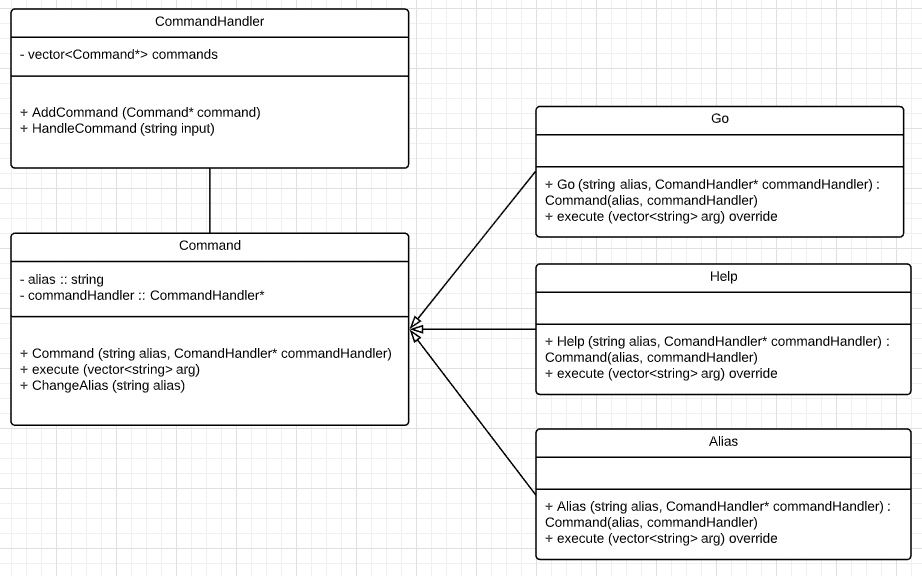 CommandHandler
- vector<Command*> commands
+ AddCommand (Command* command)
+ HandleCommand (string input)
Command
- alias :: string
- commandHandler :: CommandHandler*
+ Command (string alias, ComandHandler* commandHandler)
+ execute (vector<string> arg)
+ ChangeAlias (string alias)
Go
+ Go (string alias, ComandHandler* commandHandler) :
Command(alias, commandHandler)
+ execute (vector<string> arg) override
Help
+ Help (string alias, ComandHandler* commandHandler) :
Command(alias, commandHandler)
+ execute (vector<string> arg) override
Alias
+ Alias (string alias, ComandHandler* commandHandler) :
Command(alias, commandHandler)
+ execute (vector<string> arg) override